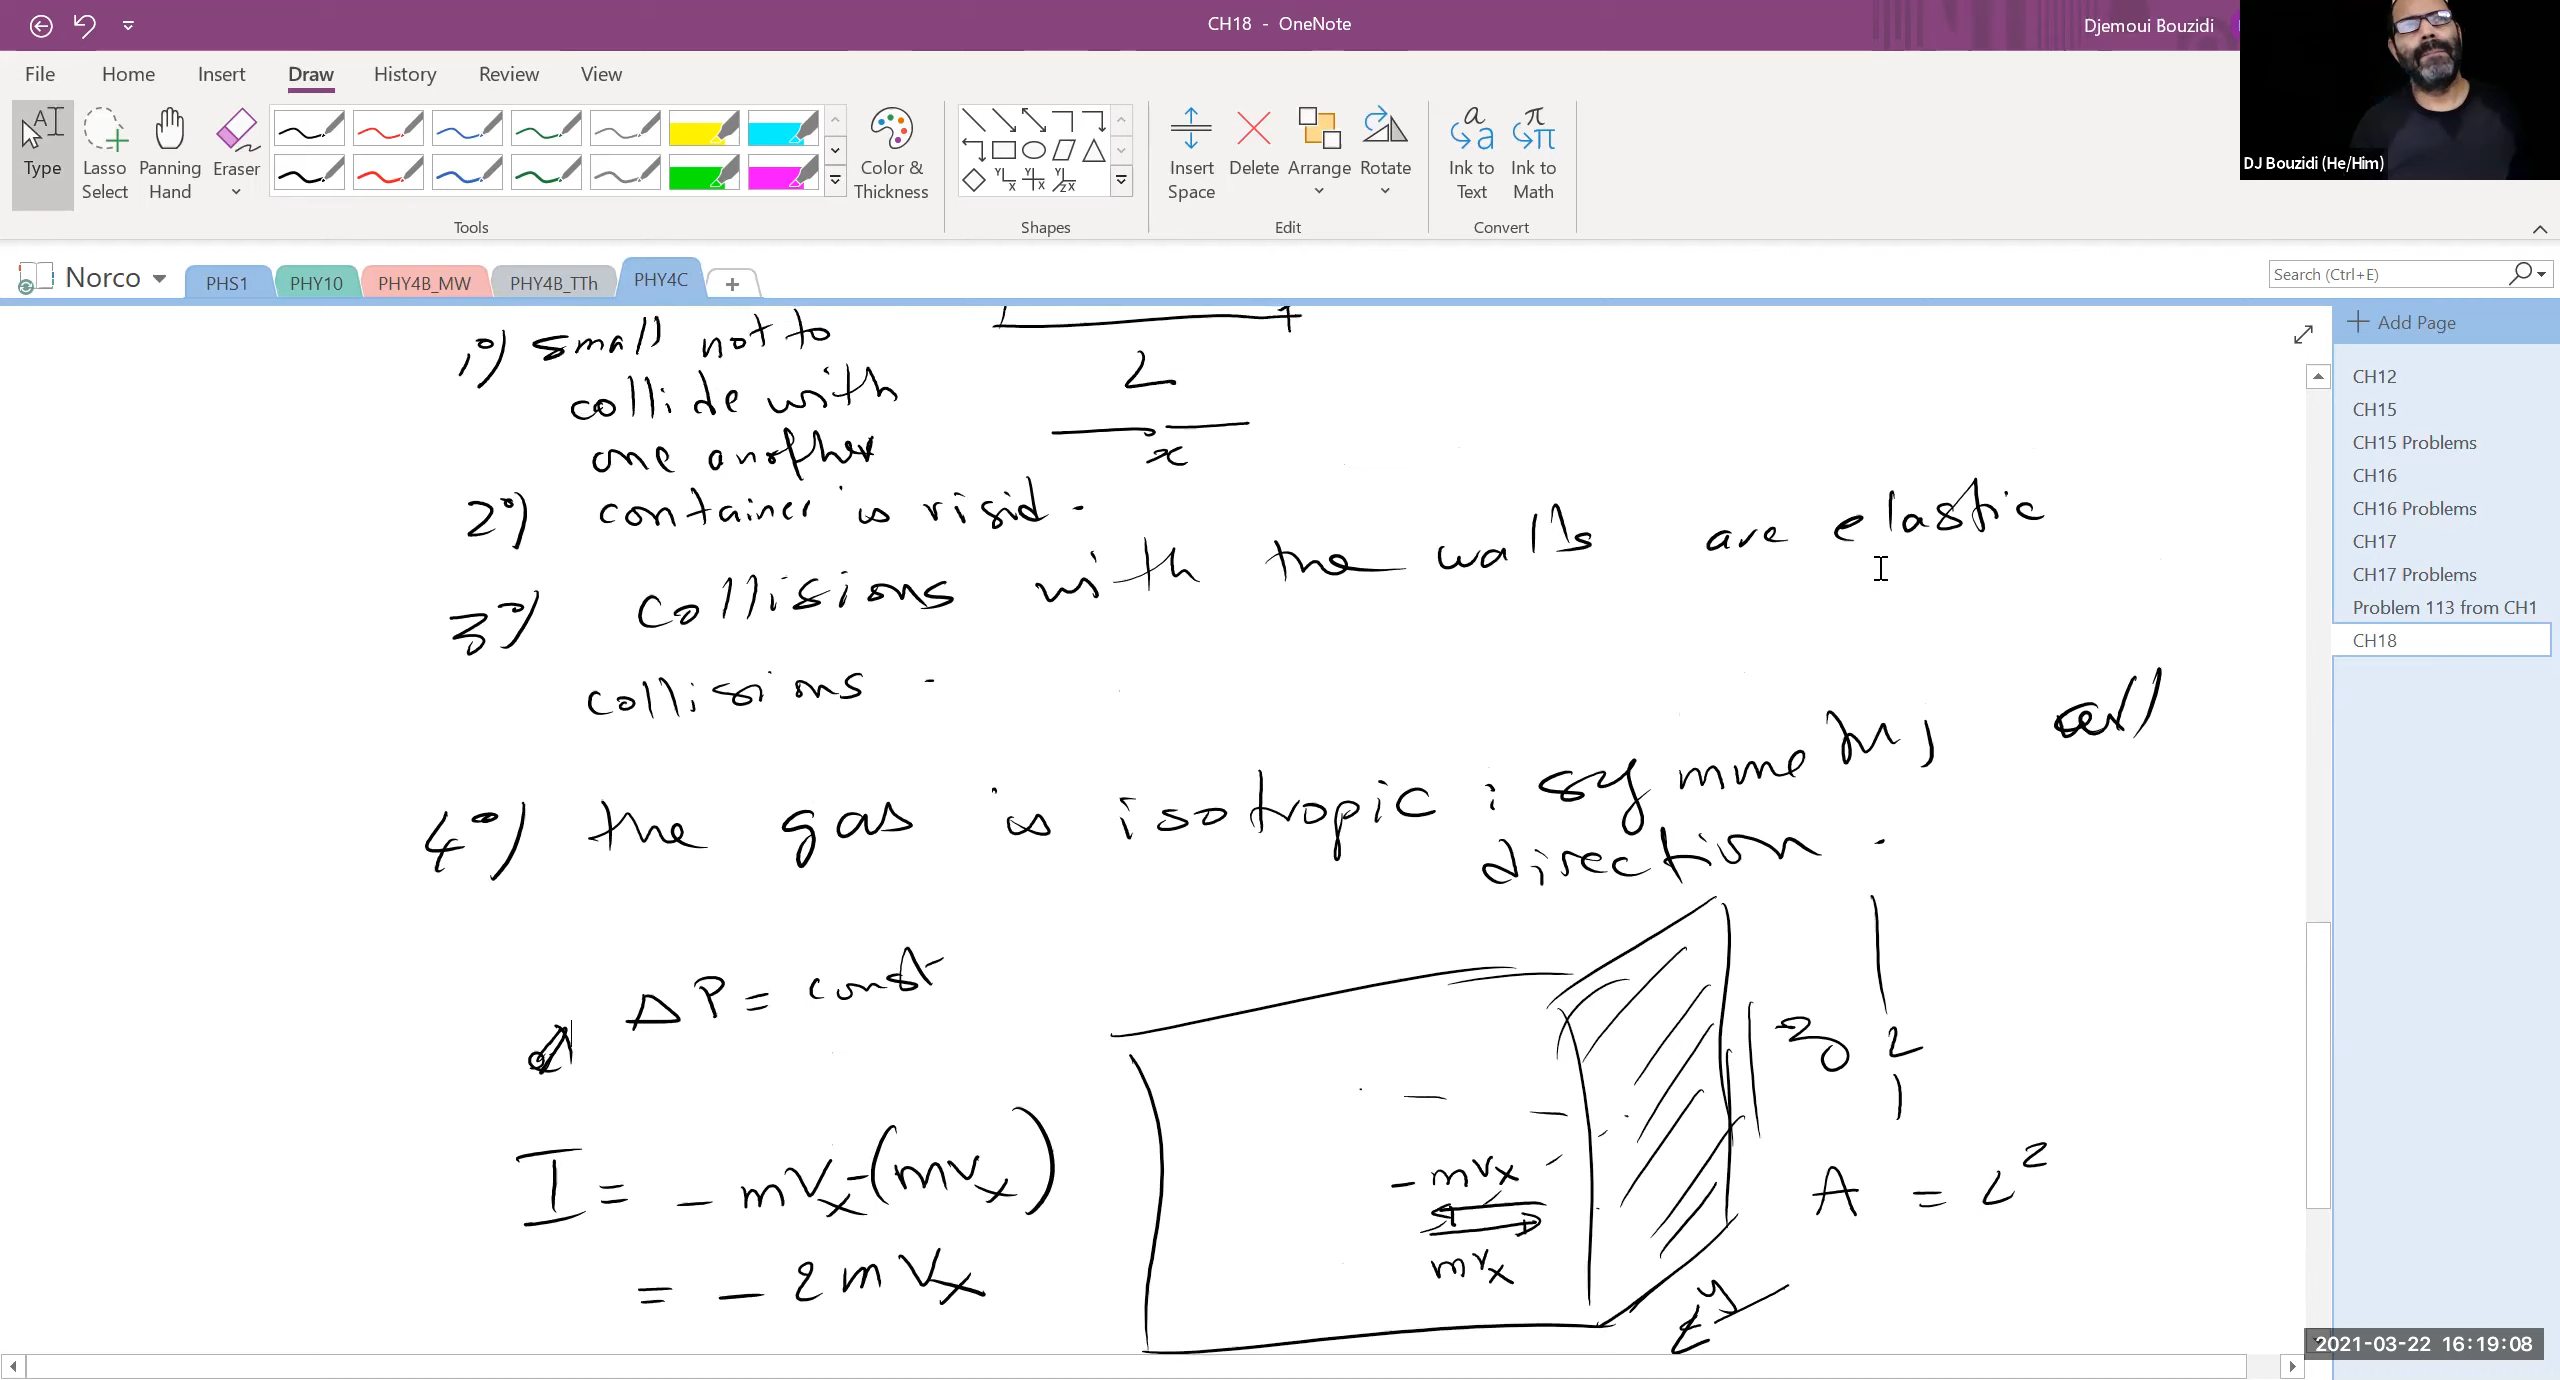 CH18 - OneNote
Djemoui Bouzidi
File Home Insert Draw History Review View
Type
Lasso Select
Panning Hand
Eraser
Color & Thickness
Insert Space
Delete
Arrange
Rotate
Ink to Text
Ink to Math
Tools
Shapes
Edit
Convert
DJ Bouzidi (He/Him)
Norco
PHS1 PHY10 PHY4B_MW PHY4B_TTh PHY4C
Search (Ctrl+E)
1°) small not to
collide with
one another
L
x
2°) container is rigid.
3°) collisions with the walls are elastic
collisions.
4°) the gas is isotropic: symmetry all
direction.
ΔP = const
I = - mVx - (mvx)
= - 2mVx
- mvx
mvx
y
L
A = L²
Add Page
CH12
CH15
CH15 Problems
CH16
CH16 Problems
CH17
CH17 Problems
Problem 113 from CH1
CH18
2021-03-22 16:19:08